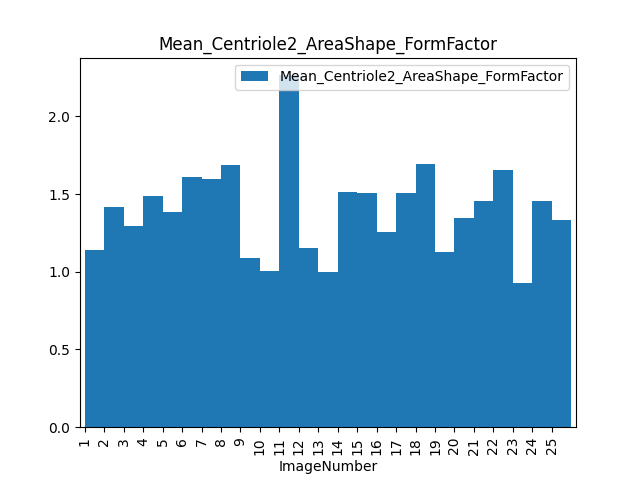 Mean_Centriole2_AreaShape_FormFactor
Mean_Centriole2_AreaShape_FormFactor
2.0
1.5
1.0
0.5
0.0
1 2 3 4 5 6 7 8 9 10 11 12 13 14 15 16 17 18 19 20 21 22 23 24 25
ImageNumber